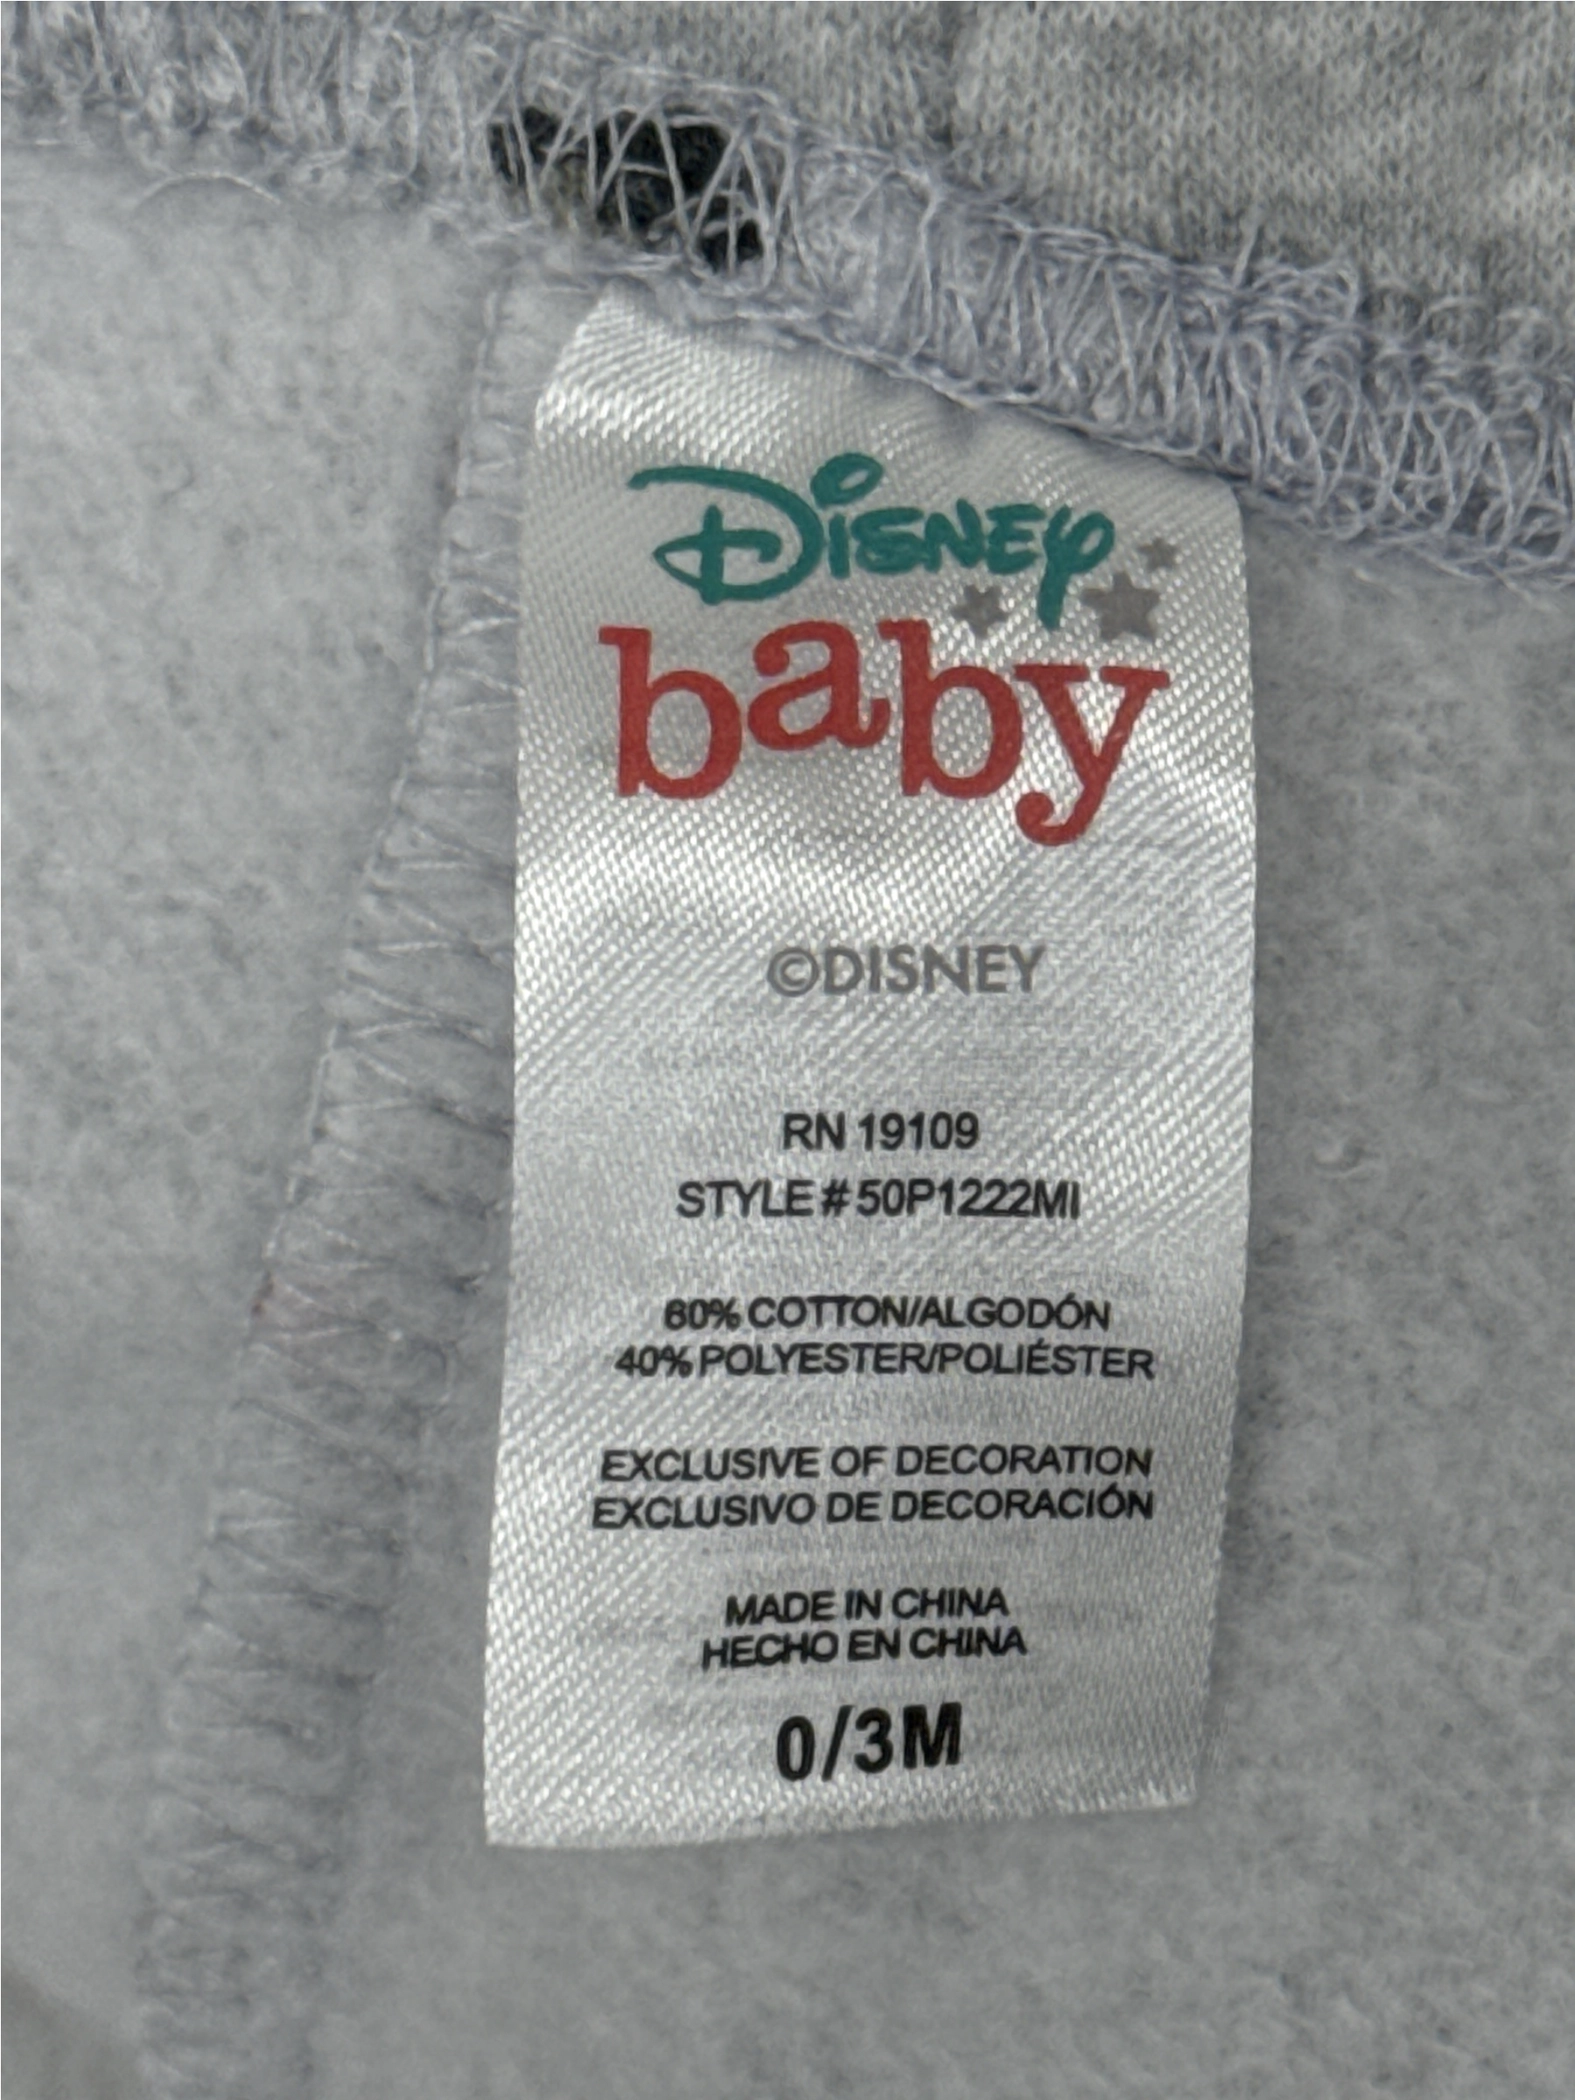 Disney
baby
©DISNEY
RN 19109
STYLE # 50P1222MI
60% COTTON/ALGODÓN
40% POLYESTER/POLIÉSTER
EXCLUSIVE OF DECORATION
EXCLUSIVO DE DECORACIÓN
MADE IN CHINA
HECHO EN CHINA
0/3M